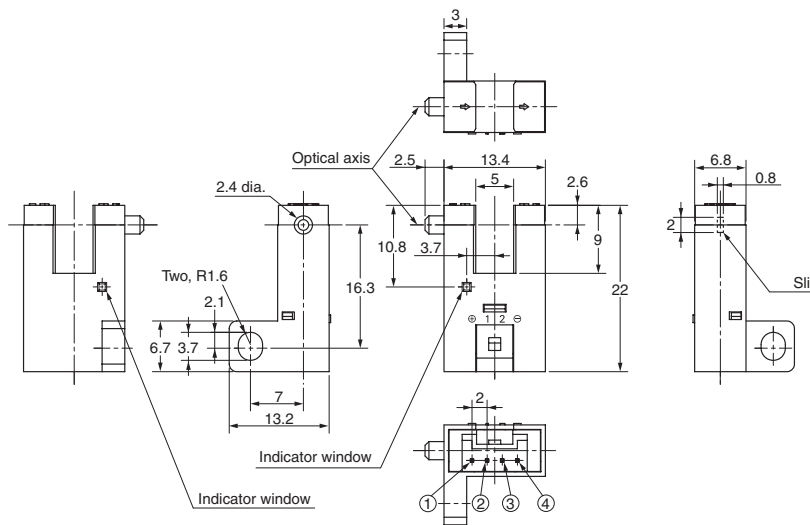 3
Optical axis
2.5
13.4
6.8
5
0.8
2.4 dia.
2.6
2
10.8
9
3.7
Two, R1.6
16.3
22
Sli
2.1
⊕ 1 2 ⊖
6.7
3.7
7
13.2
2
Indicator window
Indicator window
① ② ③ ④